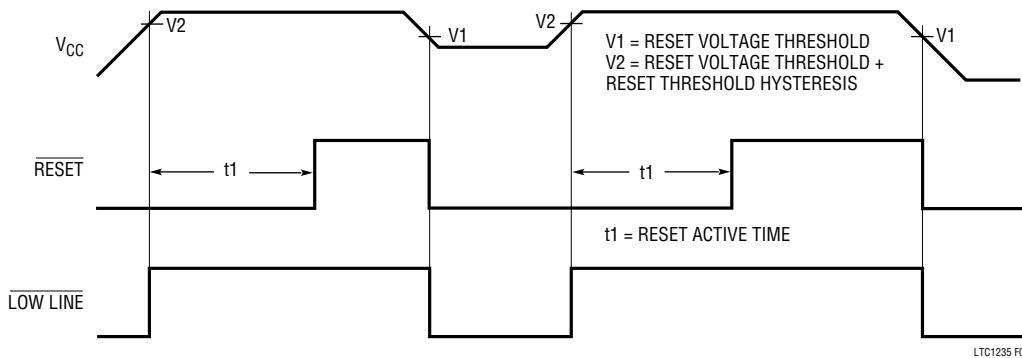 V2
V1
V2
V1
VCC
V1 = RESET VOLTAGE THRESHOLD
V2 = RESET VOLTAGE THRESHOLD +
RESET THRESHOLD HYSTERESIS
RESET
t1
t1
t1 = RESET ACTIVE TIME
LOW LINE
LTC1235